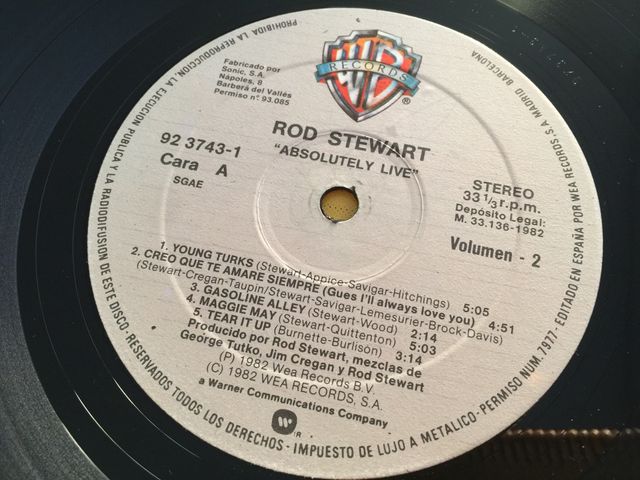 WB
RECORDS
®
Fabricado por
Sonic, S.A.
Nápoles, 8
Barberá del Vallés
Permiso nº 93.085
ROD STEWART
"ABSOLUTELY LIVE"
92 3743-1
Cara A
SGAE
STEREO
33 1/3 r.p.m.
Depósito Legal:
M. 33.136-1982
Volumen - 2
1. YOUNG TURKS (Stewart-Appice-Savigar-Hitchings) 5:05
2. CREO QUE TE AMARE SIEMPRE (Gues I'll always love you)
(Stewart-Cregan-Taupin/Stewart-Savigar-Lemesurier-Brock-Davis) 4:51
3. GASOLINE ALLEY (Stewart-Wood) 2:14
4. MAGGIE MAY (Stewart-Quittenton) 5:03
5. TEAR IT UP (Burnette-Burlisón) 3:14
Producido por Rod Stewart, mezclas de
George Tutko, Jim Cregan y Rod Stewart
(P) 1982 Wea Records B.V.
(C) 1982 WEA RECORDS, S.A.
a Warner Communications Company
PROHIBIDA LA REPRODUCCION, LA EJECUCION PUBLICA Y LA RADIODIFUSION DE ESTE DISCO - RESERVADOS TODOS LOS DERECHOS - IMPUESTO DE LUJO A METALICO - PERMISO NUM. 7977 - EDITADO EN ESPAÑA POR WEA RECORDS, S.A. MADRID BARCELONA